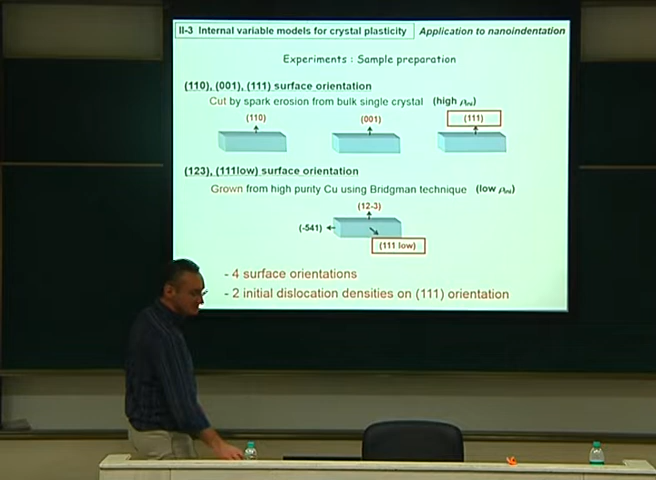 II-3 Internal variable models for crystal plasticity Application to nanoindentation
Experiments : Sample preparation
(110), (001), (111) surface orientation
Cut by spark erosion from bulk single crystal (high ρini)
(110) (001) (111)
(123), (111low) surface orientation
Grown from high purity Cu using Bridgman technique (low ρini)
(12-3)
(-541)
(111 low)
- 4 surface orientations
- 2 initial dislocation densities on (111) orientation